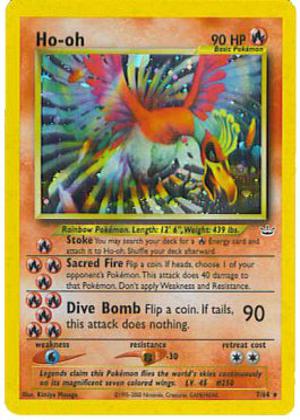 Ho-oh
90 HP
Basic Pokémon
Rainbow Pokémon. Length: 12' 6", Weight: 439 lbs.
Stoke You may search your deck for a Energy card and
attach it to Ho-oh. Shuffle your deck afterward.
Sacred Fire Flip a coin. If heads, choose 1 of
your opponent's Pokémon. This attack does 40 damage to
that Pokémon. Don't apply Weakness and Resistance.
Dive Bomb Flip a coin. If tails,
this attack does nothing.
90
weakness
resistance
retreat cost
-30
Legends claim this Pokémon flies the world's skies continuously
on its magnificent seven colored wings. LV. 45 #250
Illus. Kimiya Masago
©1995-2000 Nintendo, Creatures, GAMEFREAK.
7/64